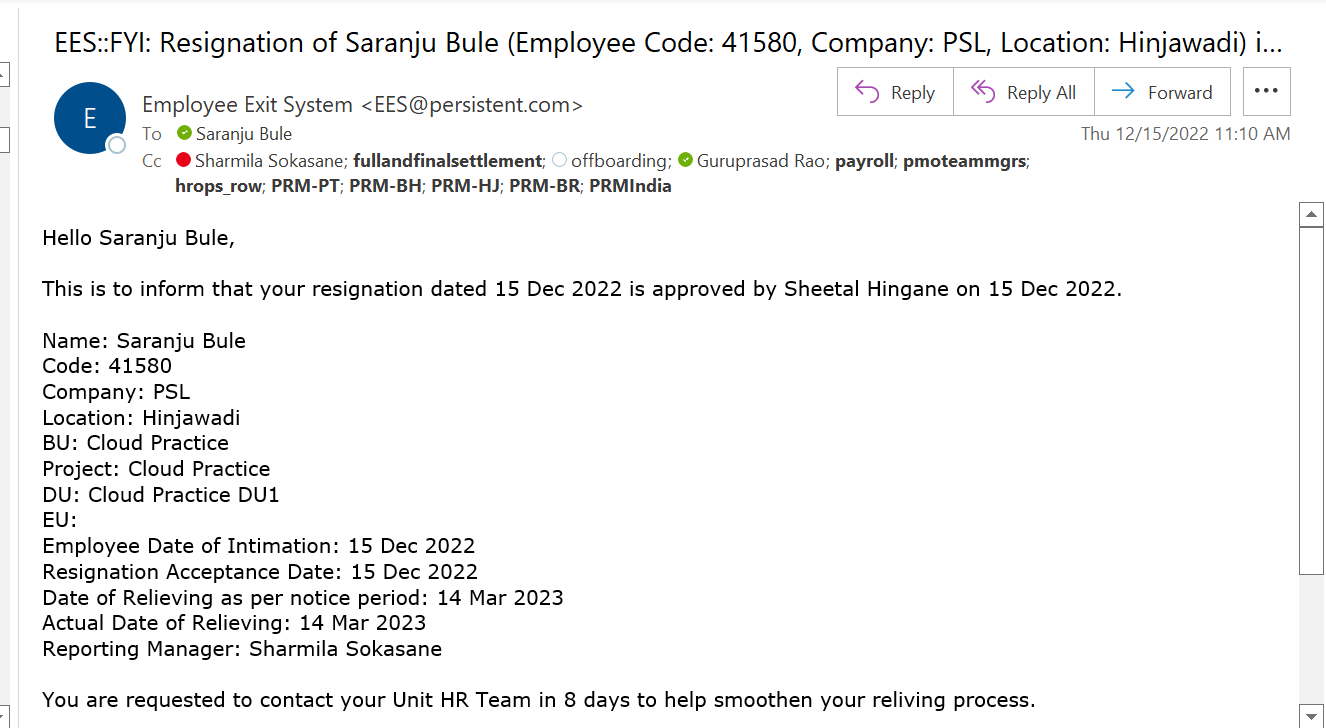 EES::FYI: Resignation of Saranju Bule (Employee Code: 41580, Company: PSL, Location: Hinjawadi) i...
E
Employee Exit System <EES@persistent.com>
Reply
Reply All
Forward
To Saranju Bule
Thu 12/15/2022 11:10 AM
Cc Sharmila Sokasane; fullandfinalsettlement; offboarding; Guruprasad Rao; payroll; pmoteammgrs;
hrops_row; PRM-PT; PRM-BH; PRM-HJ; PRM-BR; PRMIndia
Hello Saranju Bule,
This is to inform that your resignation dated 15 Dec 2022 is approved by Sheetal Hingane on 15 Dec 2022.
Name: Saranju Bule
Code: 41580
Company: PSL
Location: Hinjawadi
BU: Cloud Practice
Project: Cloud Practice
DU: Cloud Practice DU1
EU:
Employee Date of Intimation: 15 Dec 2022
Resignation Acceptance Date: 15 Dec 2022
Date of Relieving as per notice period: 14 Mar 2023
Actual Date of Relieving: 14 Mar 2023
Reporting Manager: Sharmila Sokasane
You are requested to contact your Unit HR Team in 8 days to help smoothen your reliving process.